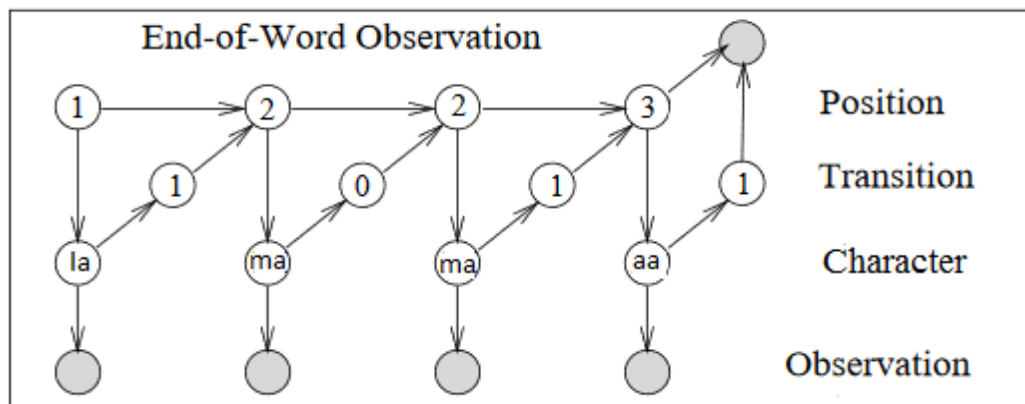 End-of-Word Observation
1 2 2 3 Position
1 0 1 1 Transition
la ma ma aa Character
Observation